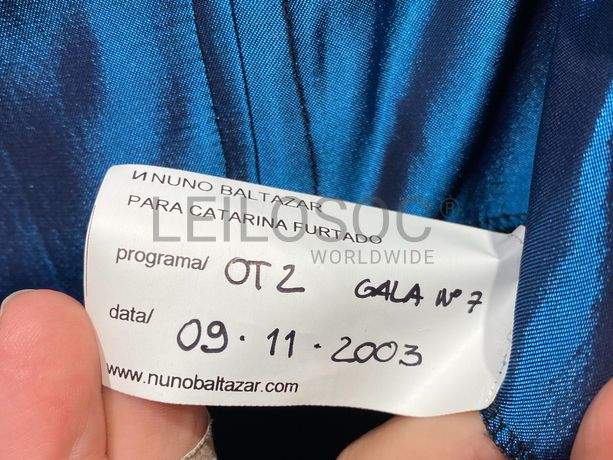 И NUNO BALTAZAR
PARA CATARINA FURTADO
LEILOSOC®
WORLDWIDE
programa/ OT 2 GALA Nº 7
data/ 09.11.2003
www.nunobaltazar.com